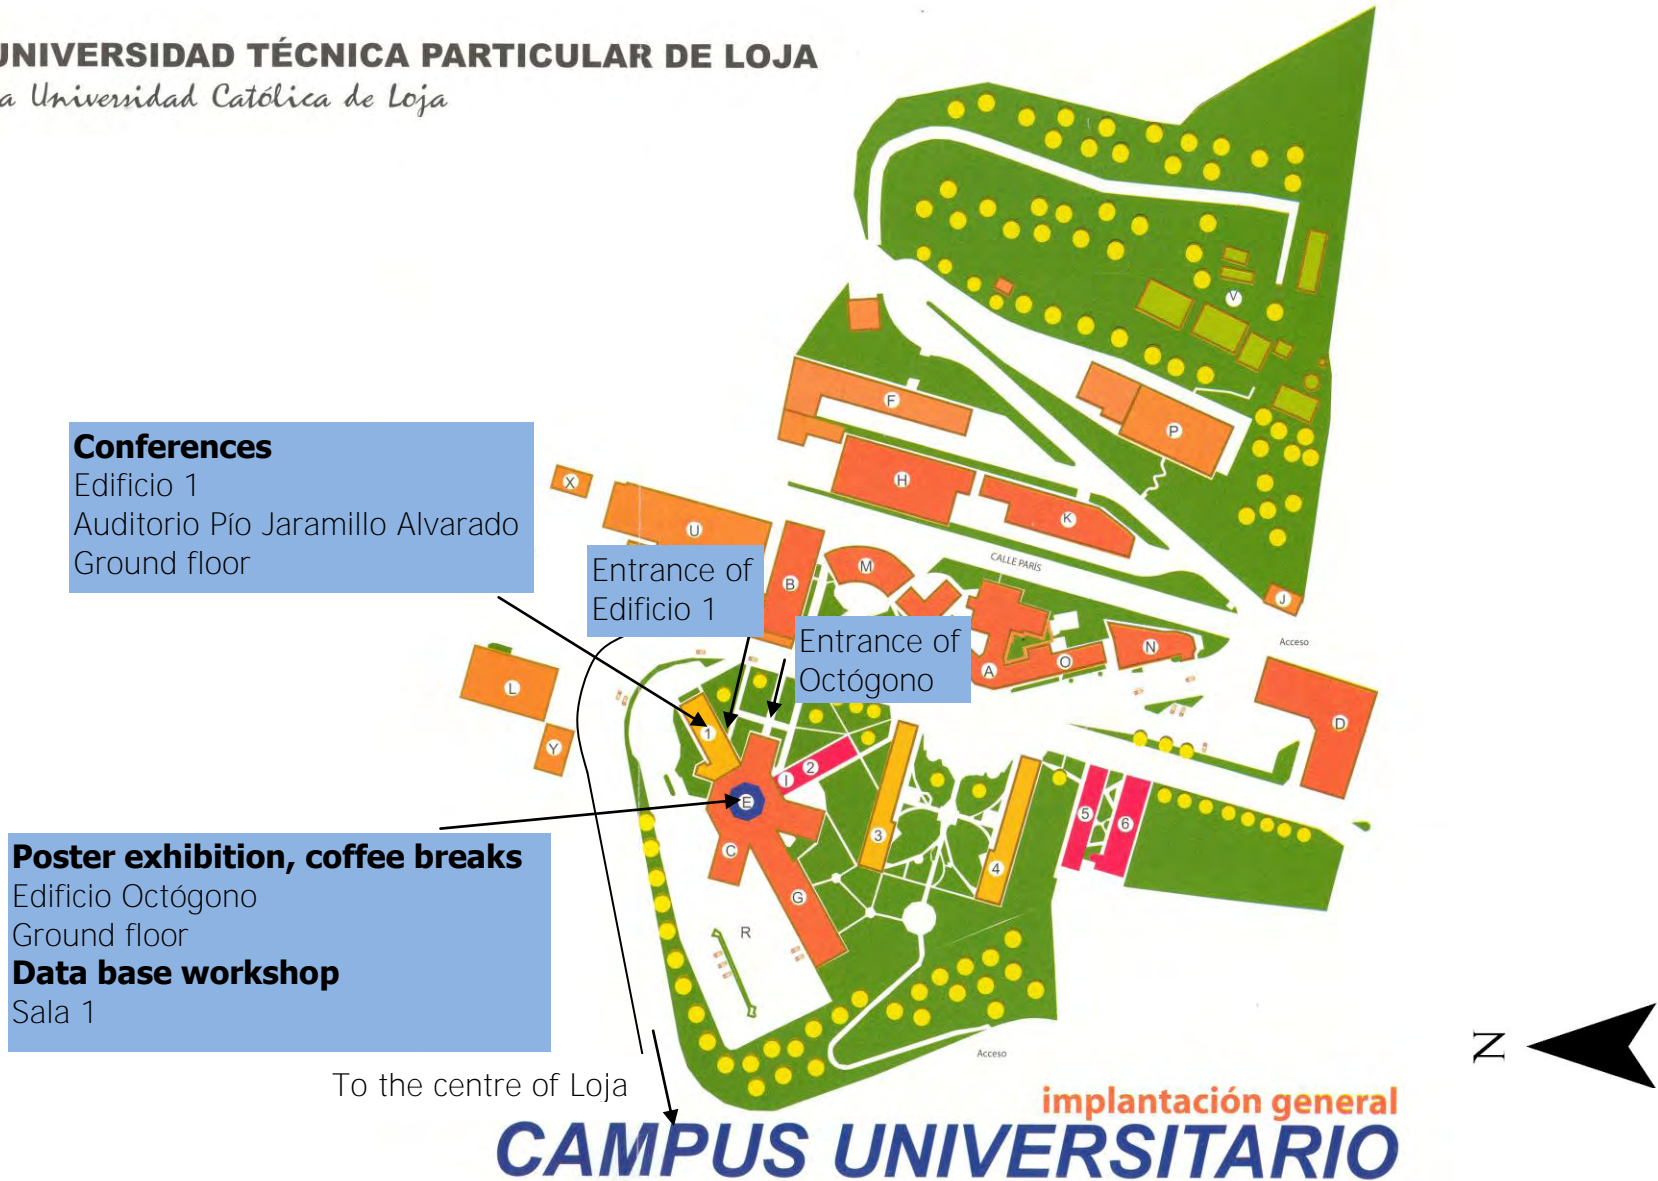 UNIVERSIDAD TÉCNICA PARTICULAR DE LOJA
a Universidad Católica de Loja
V
F
P
Conferences
Edificio 1
Auditorio Pío Jaramillo Alvarado
Ground floor
X
H
U
K
Entrance of
Edificio 1
CALLE PARÍS
M
B
J
Entrance of
Octógono
Acceso
N
O
A
L
D
1
Y
2
I
E
5
6
3
C
4
G
R
Poster exhibition, coffee breaks
Edificio Octógono
Ground floor
Data base workshop
Sala 1
Acceso
N
To the centre of Loja
implantación general
CAMPUS UNIVERSITARIO